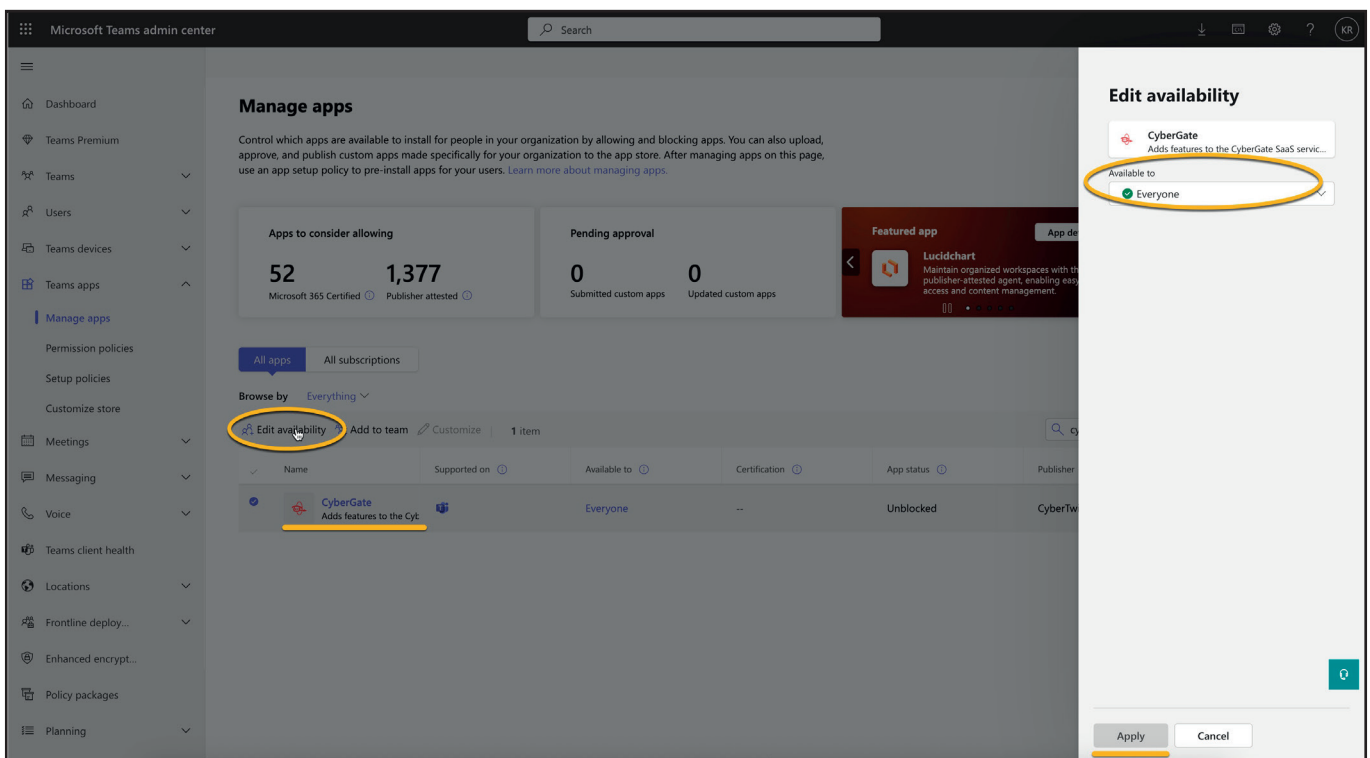 Microsoft Teams admin center
Search
KR
Dashboard
Teams Premium
Teams
Users
Teams devices
Teams apps
Manage apps
Permission policies
Setup policies
Customize store
Meetings
Messaging
Voice
Teams client health
Locations
Frontline deploy...
Enhanced encrypt...
Policy packages
Planning
Manage apps
Control which apps are available to install for people in your organization by allowing and blocking apps. You can also upload,
approve, and publish custom apps made specifically for your organization to the app store. After managing apps on this page,
use an app setup policy to pre-install apps for your users. Learn more about managing apps.
Apps to consider allowing
52 1,377
Microsoft 365 Certified Publisher attested
Pending approval
0 0
Submitted custom apps Updated custom apps
Featured app App de
Lucidchart
Maintain organized workspaces with th
publisher-attested agent, enabling easy
access and content management.
All apps All subscriptions
Browse by Everything
Edit availability Add to team Customize 1 item cy
Name Supported on Available to Certification App status Publisher
CyberGate Everyone -- Unblocked CyberTw
Adds features to the Cyb
Edit availability
CyberGate
Adds features to the CyberGate SaaS servic...
Available to
Everyone
Apply Cancel